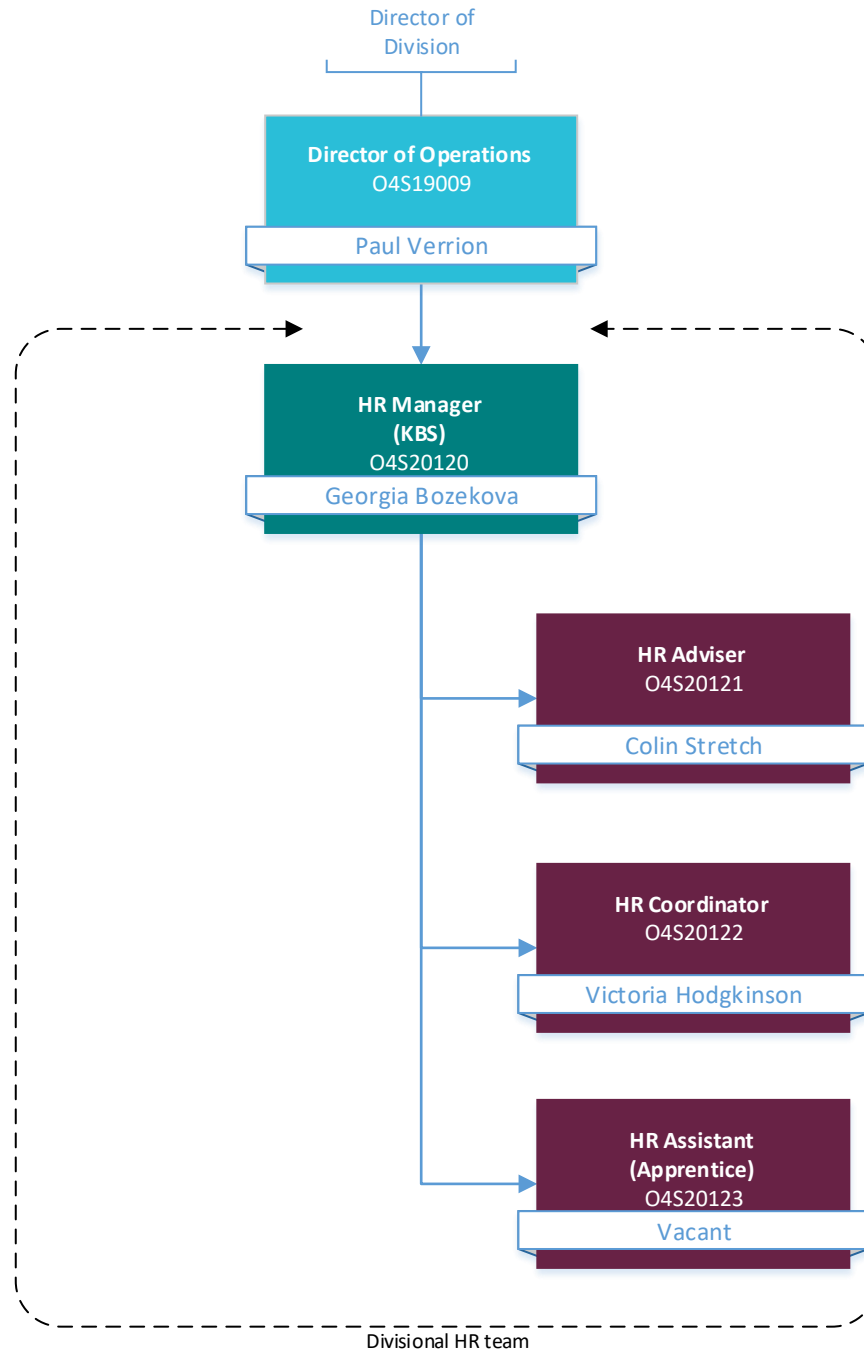 Director of
Division
Director of Operations
O4S19009
Paul Verrion
HR Manager
(KBS)
O4S20120
Georgia Bozekova
HR Adviser
O4S20121
Colin Stretch
HR Coordinator
O4S20122
Victoria Hodgkinson
HR Assistant
(Apprentice)
O4S20123
Vacant
Divisional HR team